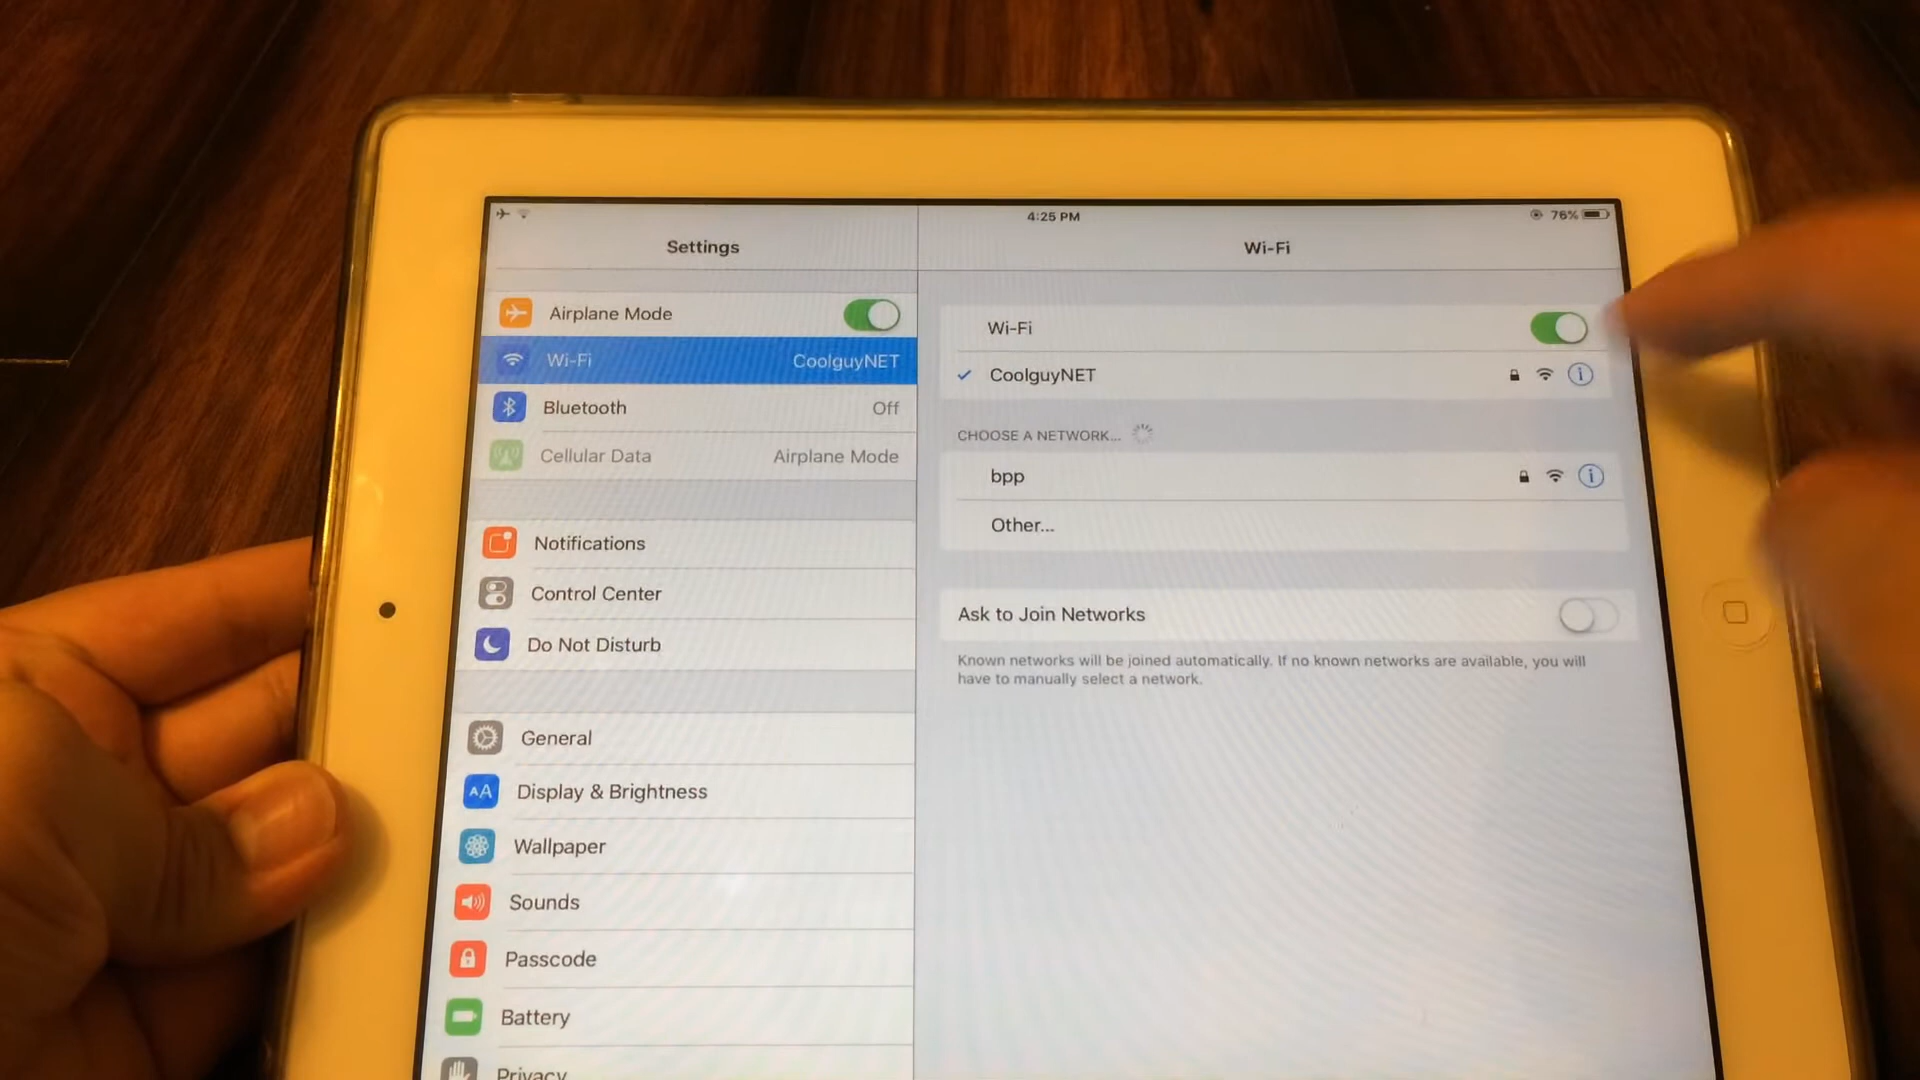 4:25 PM
76%
Settings
Airplane Mode
Wi-Fi CoolguyNET
Bluetooth Off
Cellular Data Airplane Mode
Notifications
Control Center
Do Not Disturb
General
AA Display & Brightness
Wallpaper
Sounds
Passcode
Battery
Privacy
Wi-Fi
Wi-Fi
CoolguyNET
CHOOSE A NETWORK...
bpp
Other...
Ask to Join Networks
Known networks will be joined automatically. If no known networks are available, you will
have to manually select a network.